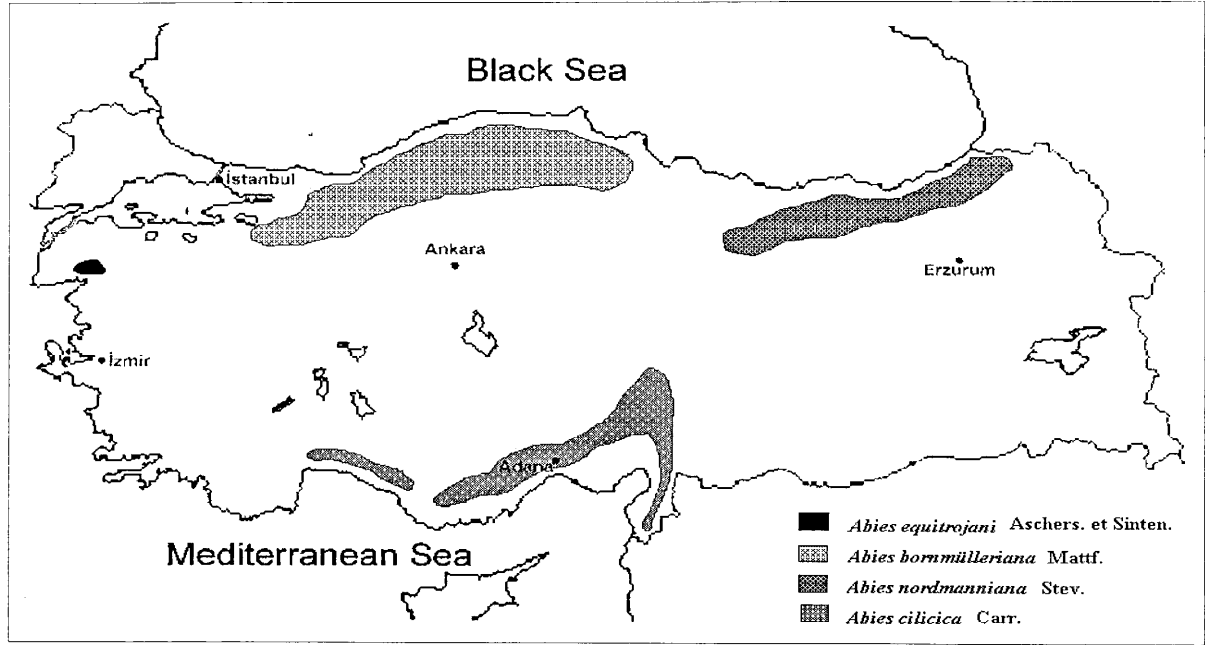 Black Sea
İstanbul
Ankara
Erzurum
İzmir
Adana
Mediterranean Sea
Abies equitrojani Aschers. et Sinten.
Abies bornmülleriana Mattf.
Abies nordmanniana Stev.
Abies cilicica Carr.